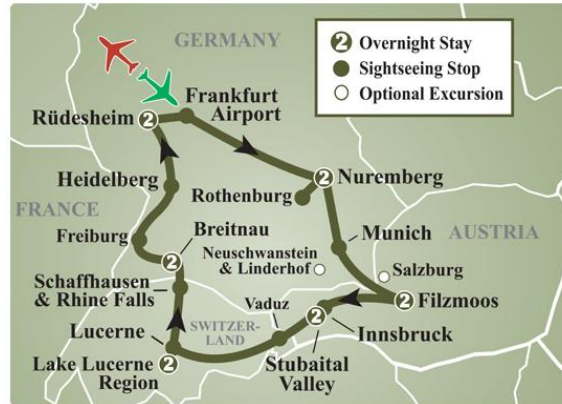 GERMANY
2 Overnight Stay
Sightseeing Stop
Optional Excursion
Frankfurt
Airport
Rüdesheim
2
2
Nuremberg
Heidelberg
Rothenburg
FRANCE
Breitnau
AUSTRIA
Freiburg
2
Munich
Neuschwanstein
& Linderhof
Salzburg
Schaffhausen
& Rhine Falls
2
Filzmoos
Vaduz
2
Innsbruck
Lucerne
SWITZER-
LAND
Lake Lucerne
Region
2
Stubaital
Valley